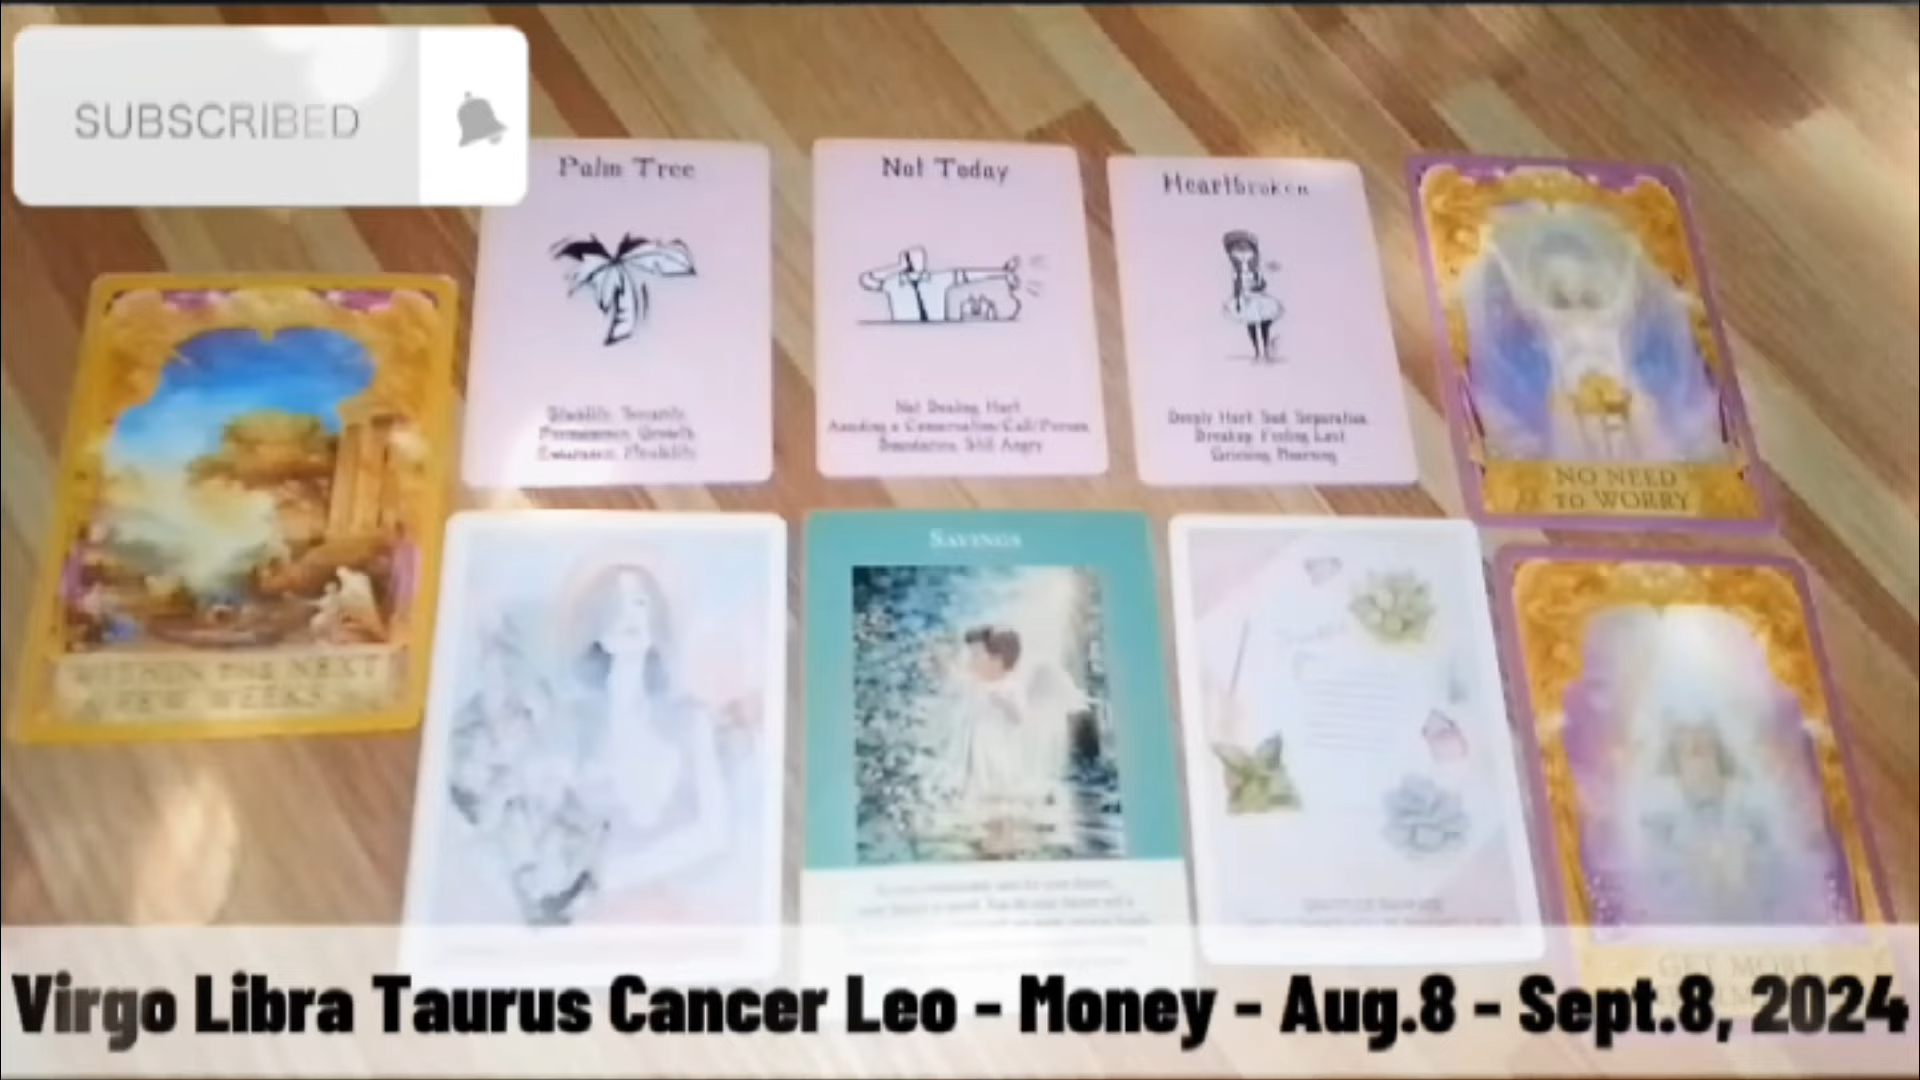 SUBSCRIBED
Palm Tree
Stability, Security,
Permanence, Growth
Endurance, Flexibility
Not Today
Not Dealing, Hurt
Avoiding a Conversation/Call/Person
Boundaries, Still Angry
Heartbroken
Deeply Hurt, Sad, Separation
Breakup, Feeling Lost
Grieving, Mourning
NO NEED
TO WORRY
WITHIN THE NEXT
FEW WEEKS
SAVINGS
GET MORE
Virgo Libra Taurus Cancer Leo - Money - Aug.8 - Sept.8, 2024